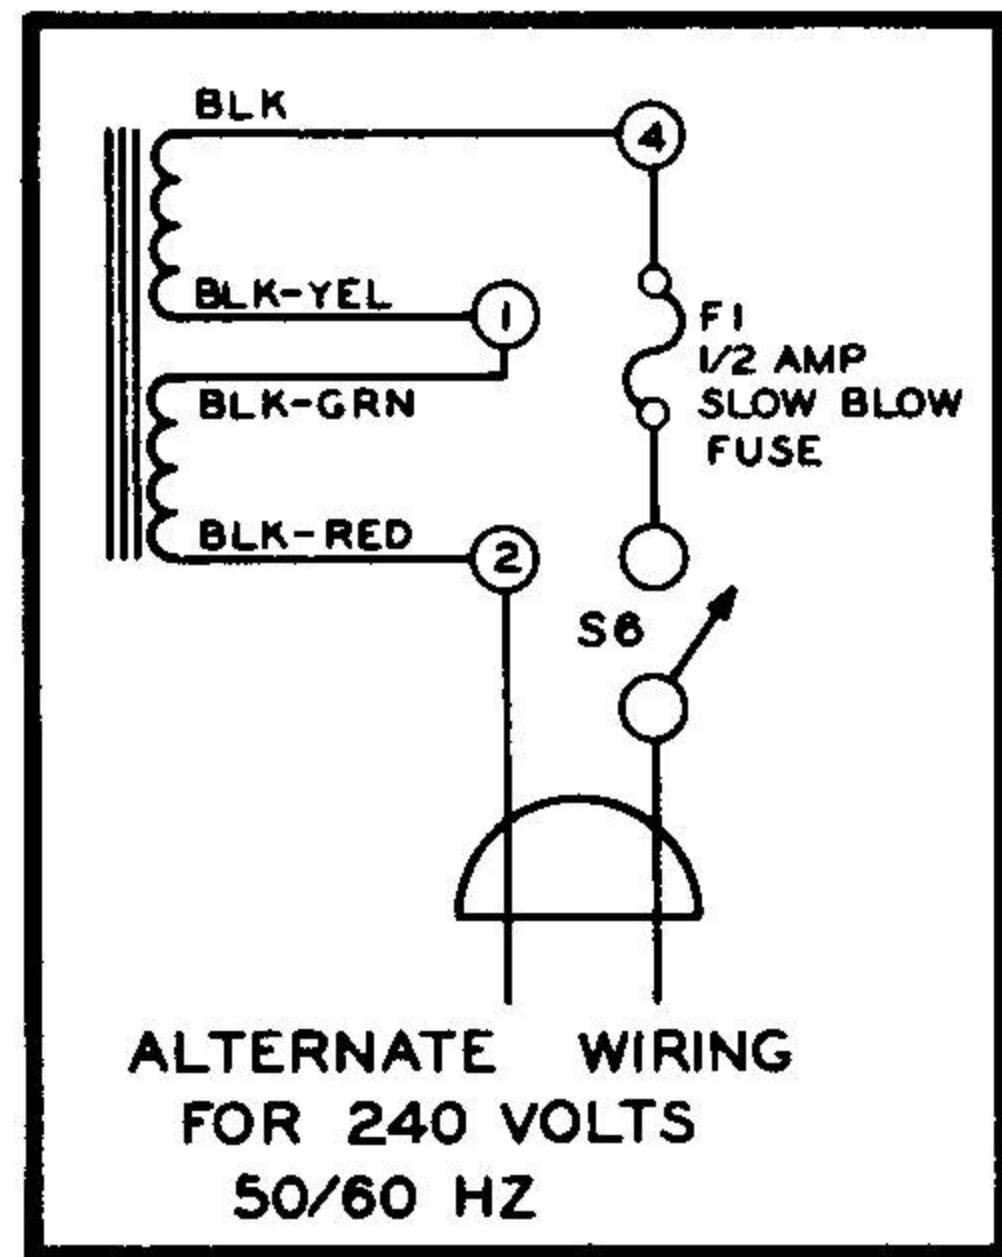 BLK
4
BLK-YEL
1
F1
1/2 AMP
SLOW BLOW
FUSE
BLK-GRN
BLK-RED
2
S6
ALTERNATE WIRING
FOR 240 VOLTS
50/60 HZ